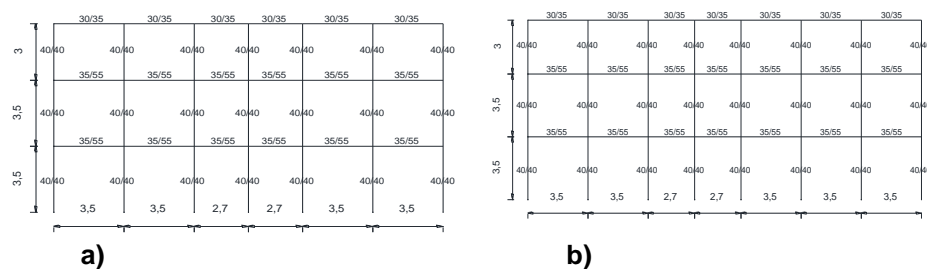 30/35 30/35 30/35 30/35 30/35 30/35
3 40/40 40/40 40/40 40/40 40/40 40/40 40/40
35/55 35/55 35/55 35/55 35/55 35/55
3,5 40/40 40/40 40/40 40/40 40/40 40/40 40/40
35/55 35/55 35/55 35/55 35/55 35/55
3,5 40/40 40/40 40/40 40/40 40/40 40/40 40/40
3,5 3,5 2,7 2,7 3,5 3,5
a)
30/35 30/35 30/35 30/35 30/35 30/35 30/35
3 40/40 40/40 40/40 40/40 40/40 40/40 40/40 40/40
35/55 35/55 35/55 35/55 35/55 35/55 35/55
3,5 40/40 40/40 40/40 40/40 40/40 40/40 40/40 40/40
35/55 35/55 35/55 35/55 35/55 35/55 35/55
3,5 40/40 40/40 40/40 40/40 40/40 40/40 40/40 40/40
3,5 3,5 2,7 2,7 3,5 3,5 3,5
b)